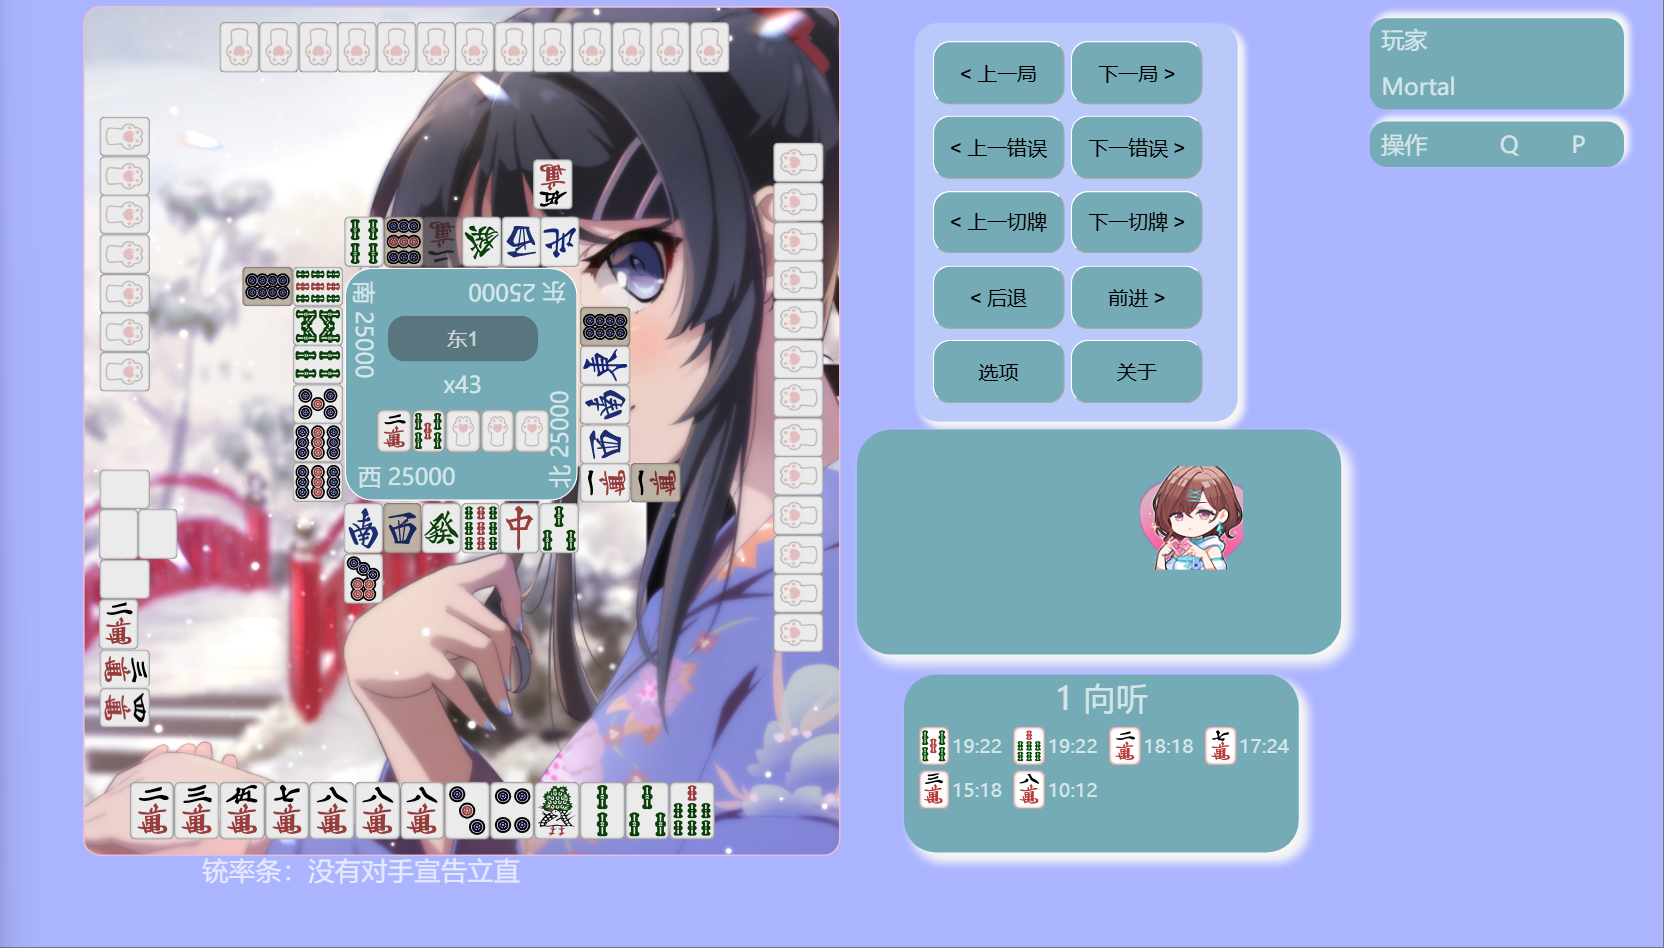 < 上一局
下一局 >
< 上一错误
下一错误 >
< 上一切牌
下一切牌 >
< 后退
前进 >
选项
关于
玩家
Mortal
操作 Q P
东 25000
南 25000
东1
x43
北 25000
西 25000
1 向听
19:22 19:22 18:18 17:24
15:18 10:12
铳率条：没有对手宣告立直